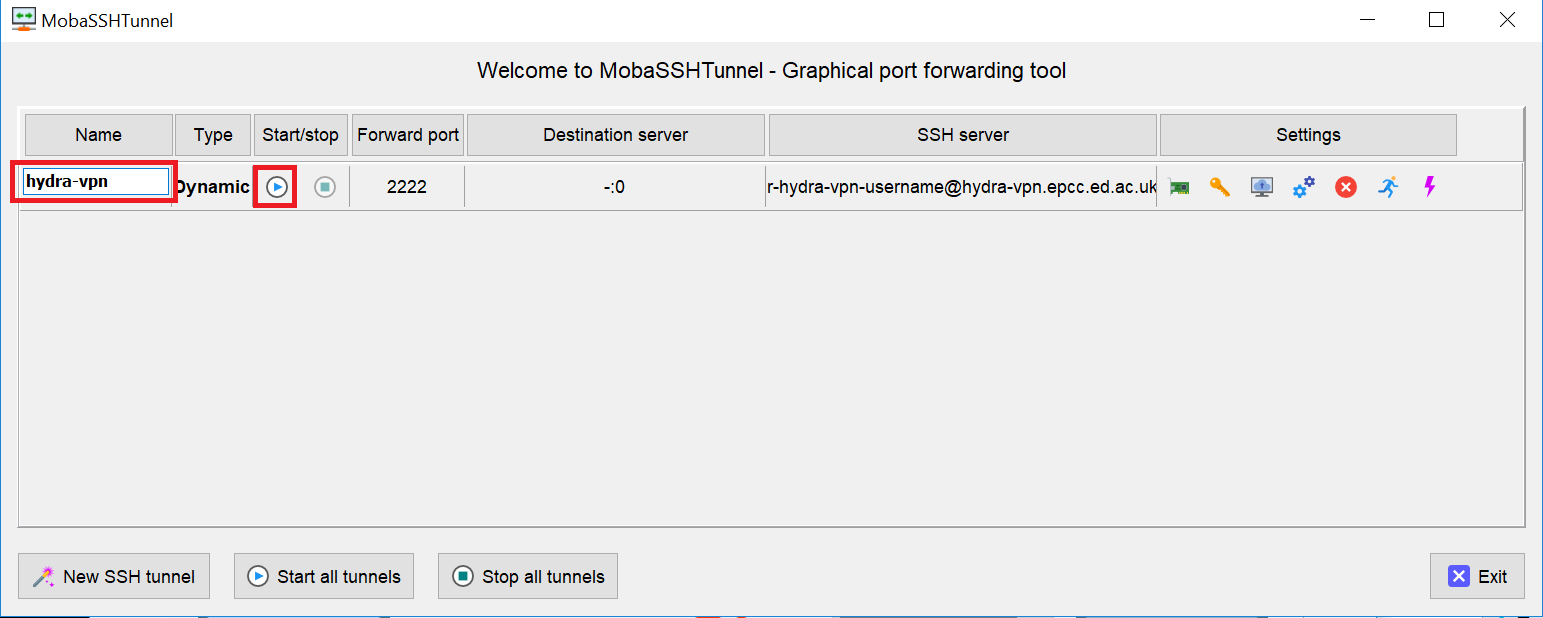 MobaSSHTunnel
Welcome to MobaSSHTunnel - Graphical port forwarding tool
Name Type Start/stop Forward port Destination server SSH server Settings
hydra-vpn Dynamic 2222 -:0 r-hydra-vpn-username@hydra-vpn.epcc.ed.ac.uk
New SSH tunnel Start all tunnels Stop all tunnels Exit